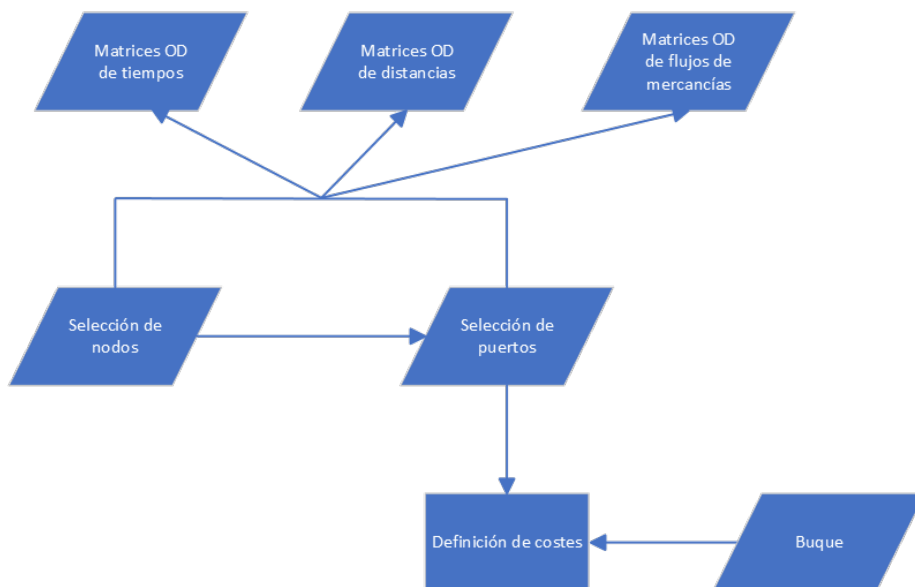 Matrices OD
de tiempos
Matrices OD
de distancias
Matrices OD
de flujos de
mercancías
Selección de
nodos
Selección de
puertos
Definición de costes
Buque